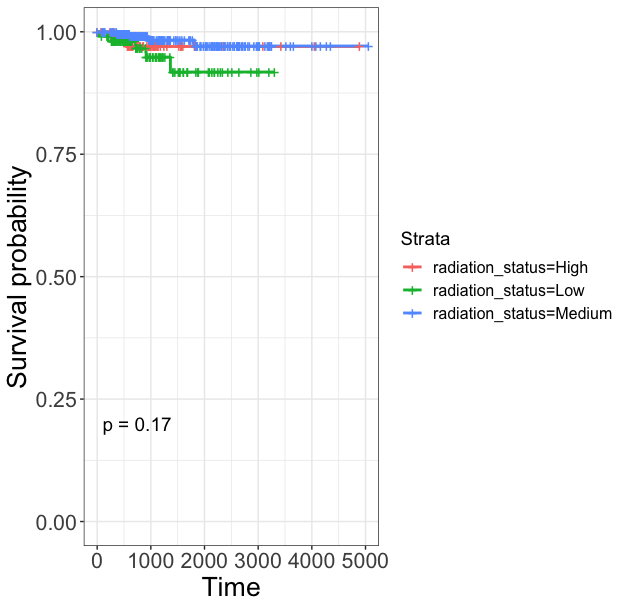 Survival probability
1.00
0.75
0.50
0.25
0.00
p = 0.17
0 1000 2000 3000 4000 5000
Time
Strata
radiation_status=High
radiation_status=Low
radiation_status=Medium